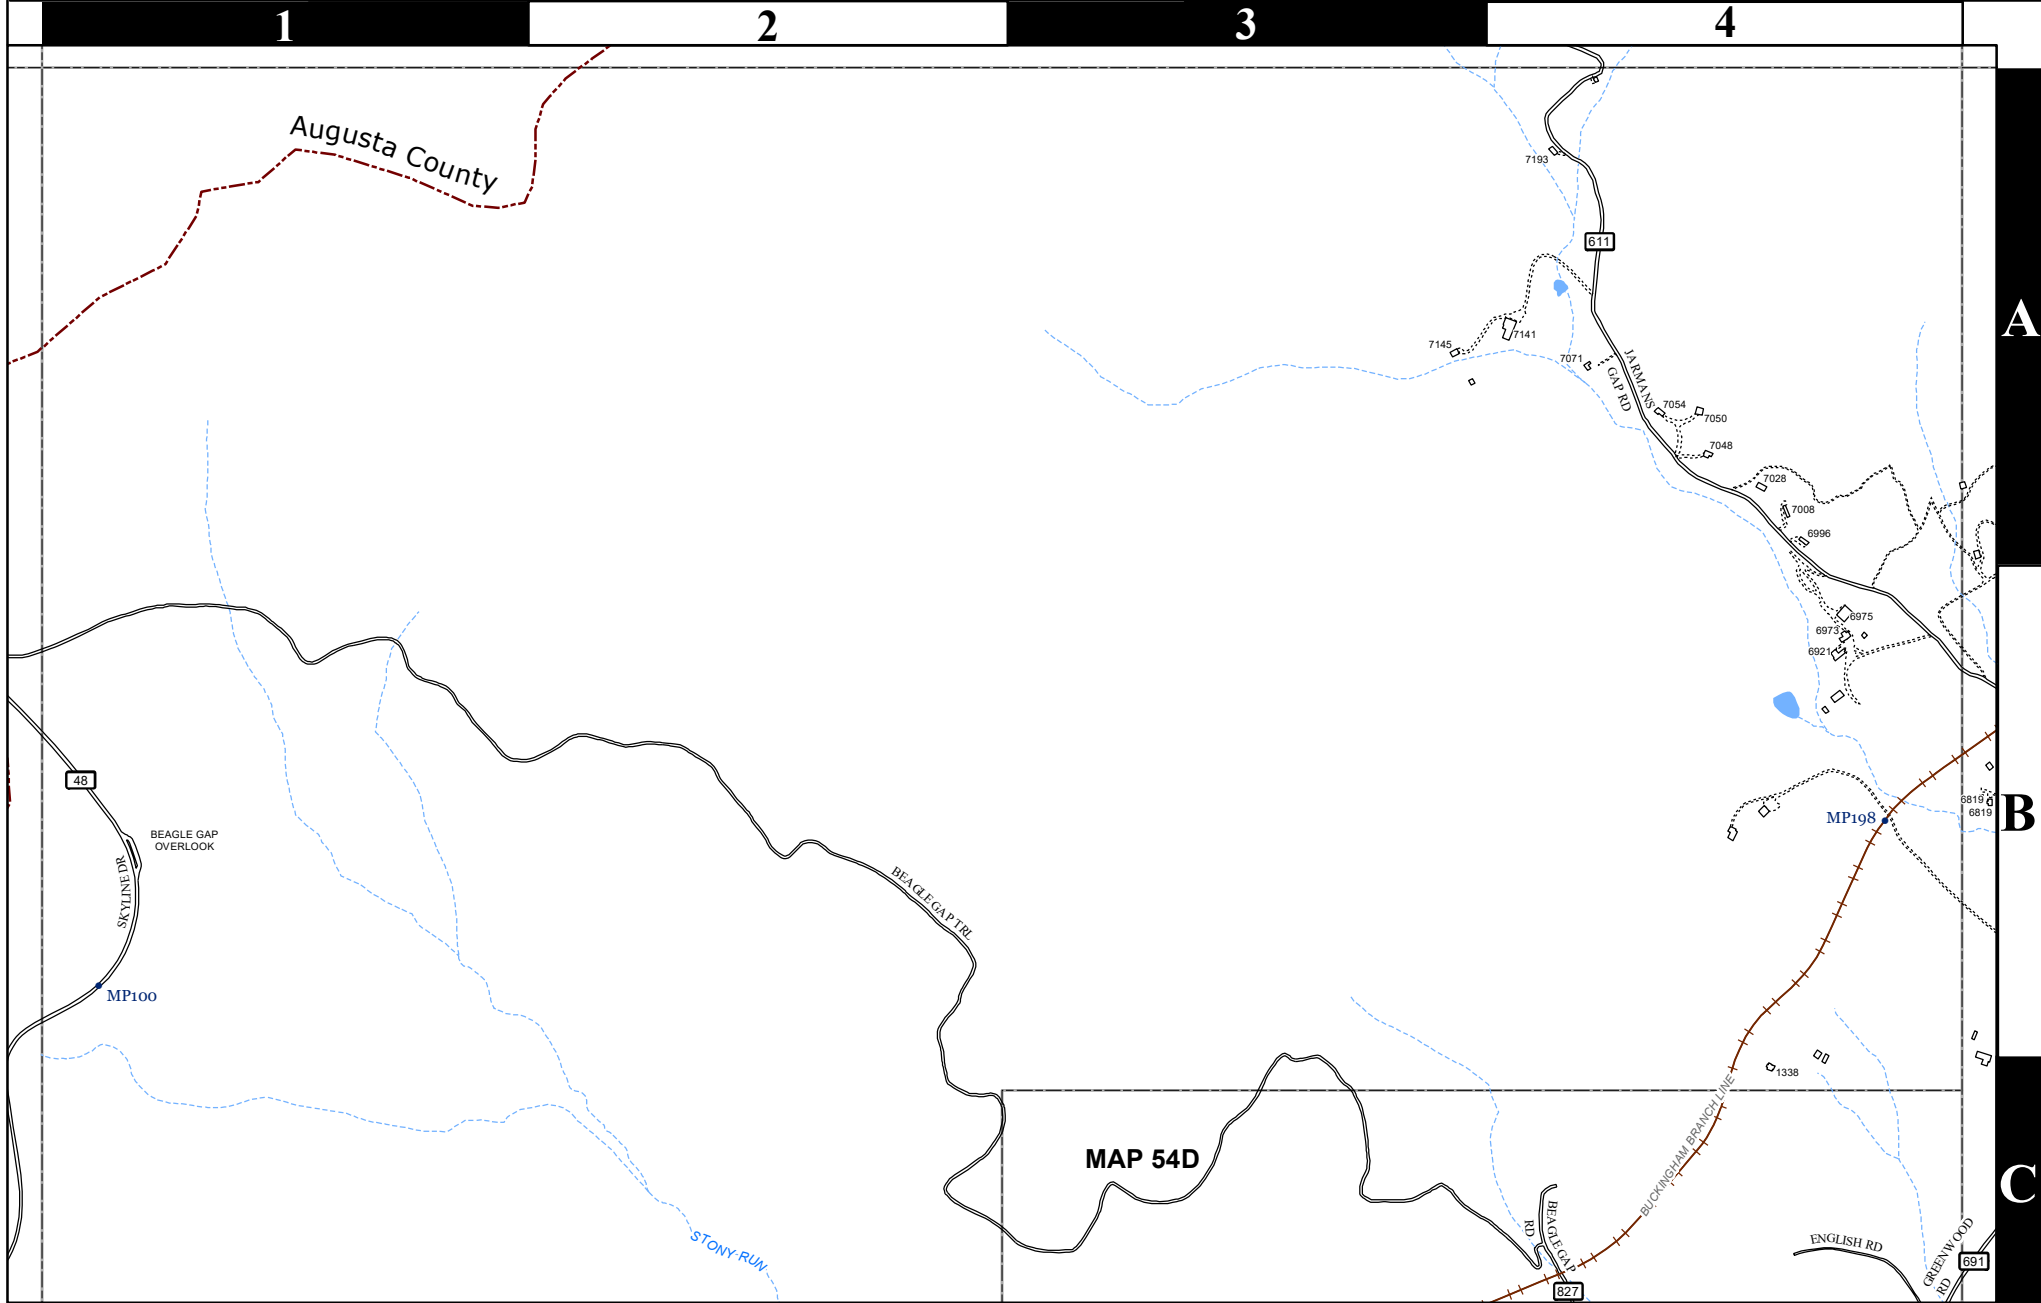 1
2
3
4
Augusta County
7193
611
A
7141
7145
7071
JARMANS
GAP RD
7054
7050
7048
7028
7008
6996
6975
6973
6921
48
BEAGLE GAP
OVERLOOK
SKYLINE DR
6819
6819
MP198
B
BEAGLE GAP TRL
MP100
1338
BUCKINGHAM BRANCH LINE
MAP 54D
C
BEAGLE GAP
RD
STONY RUN
ENGLISH RD
GREENWOOD
RD
691
827